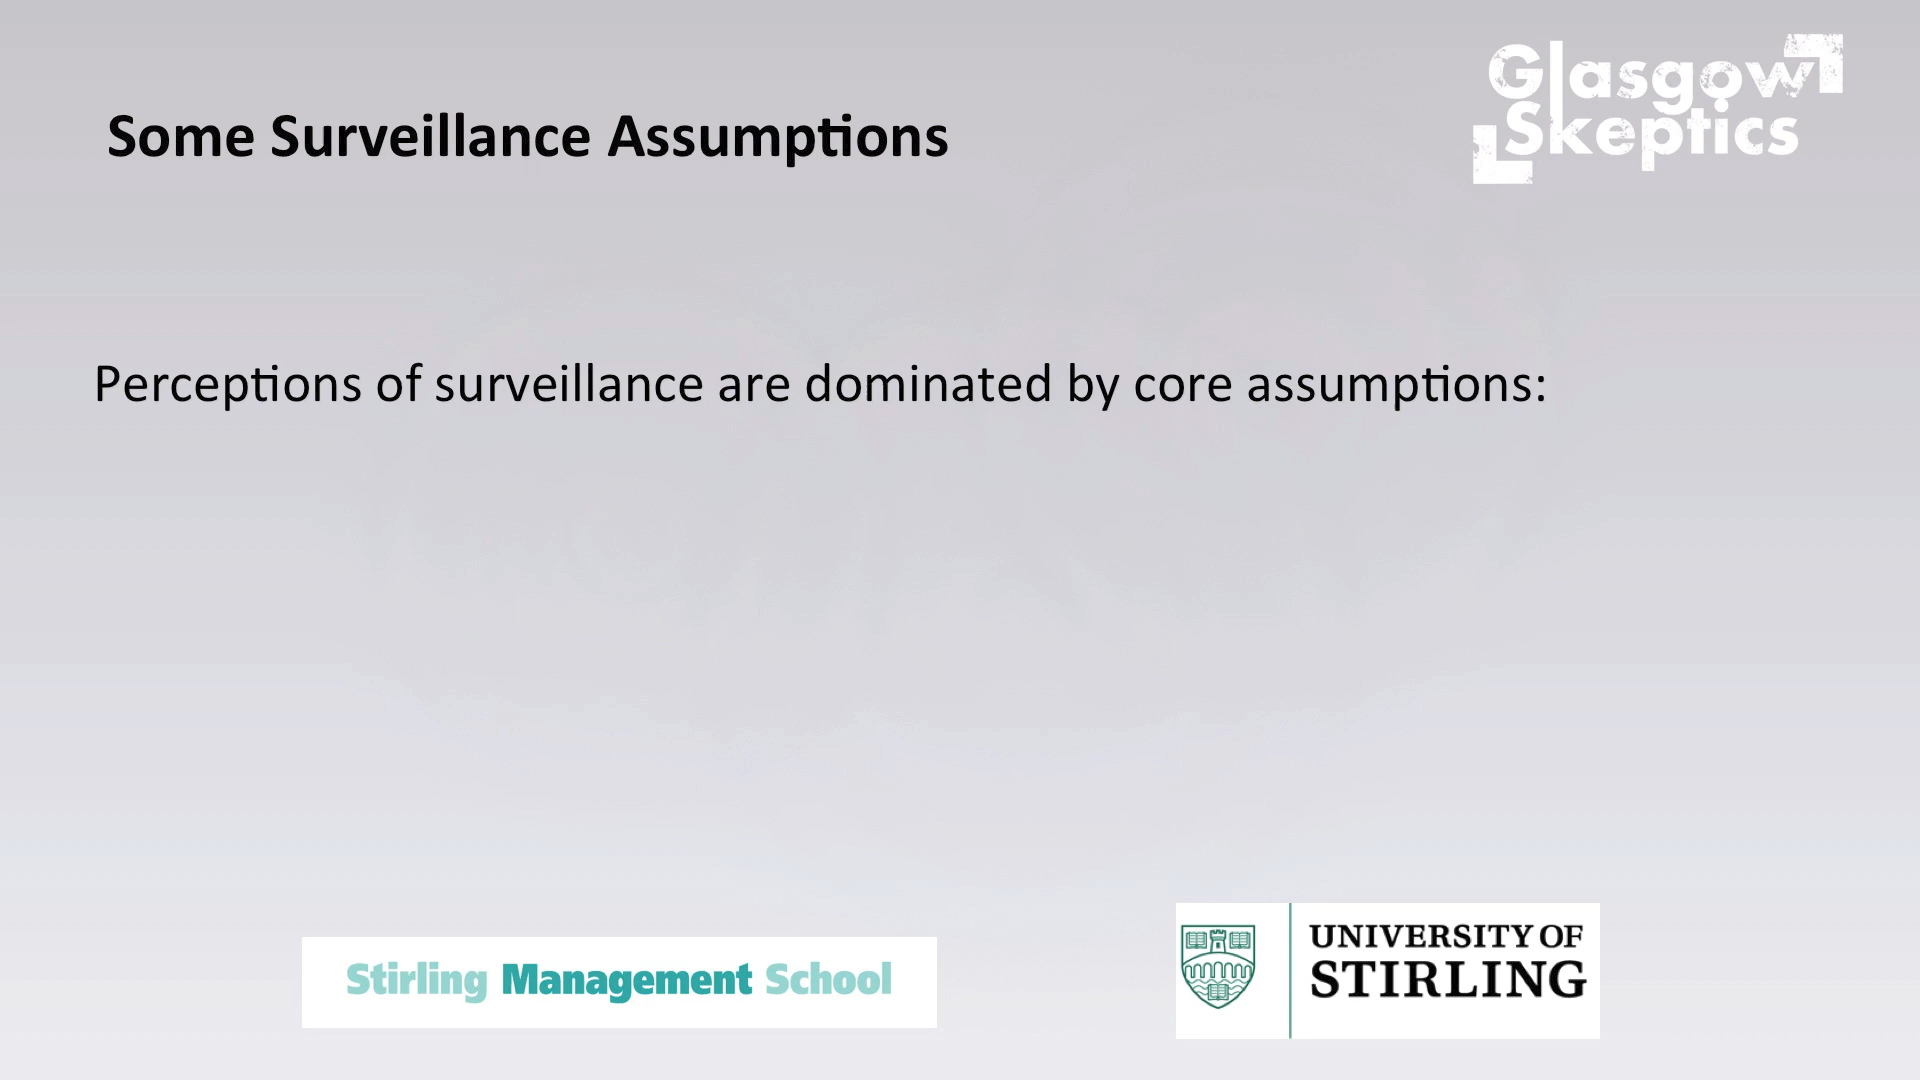 Glasgow
Skeptics
Some Surveillance Assumptions
Perceptions of surveillance are dominated by core assumptions:
Stirling Management School
UNIVERSITY OF
STIRLING